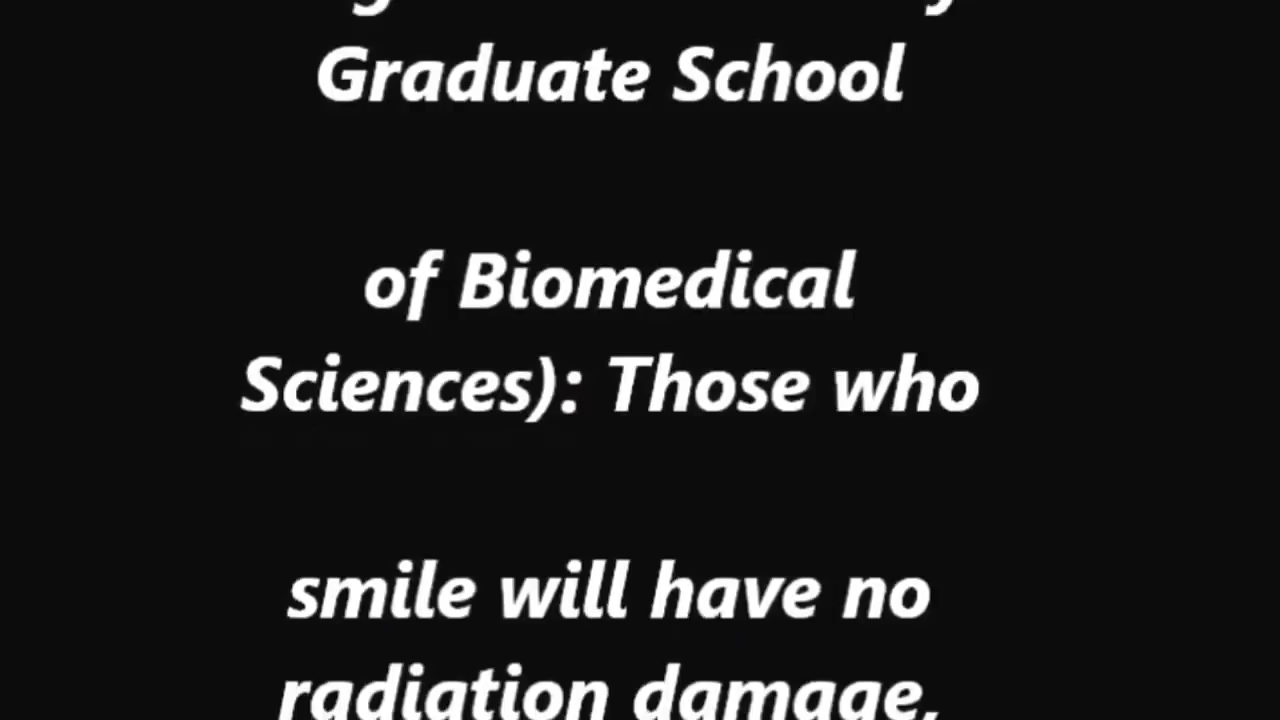 Graduate School
of Biomedical
Sciences): Those who
smile will have no
radiation damage,